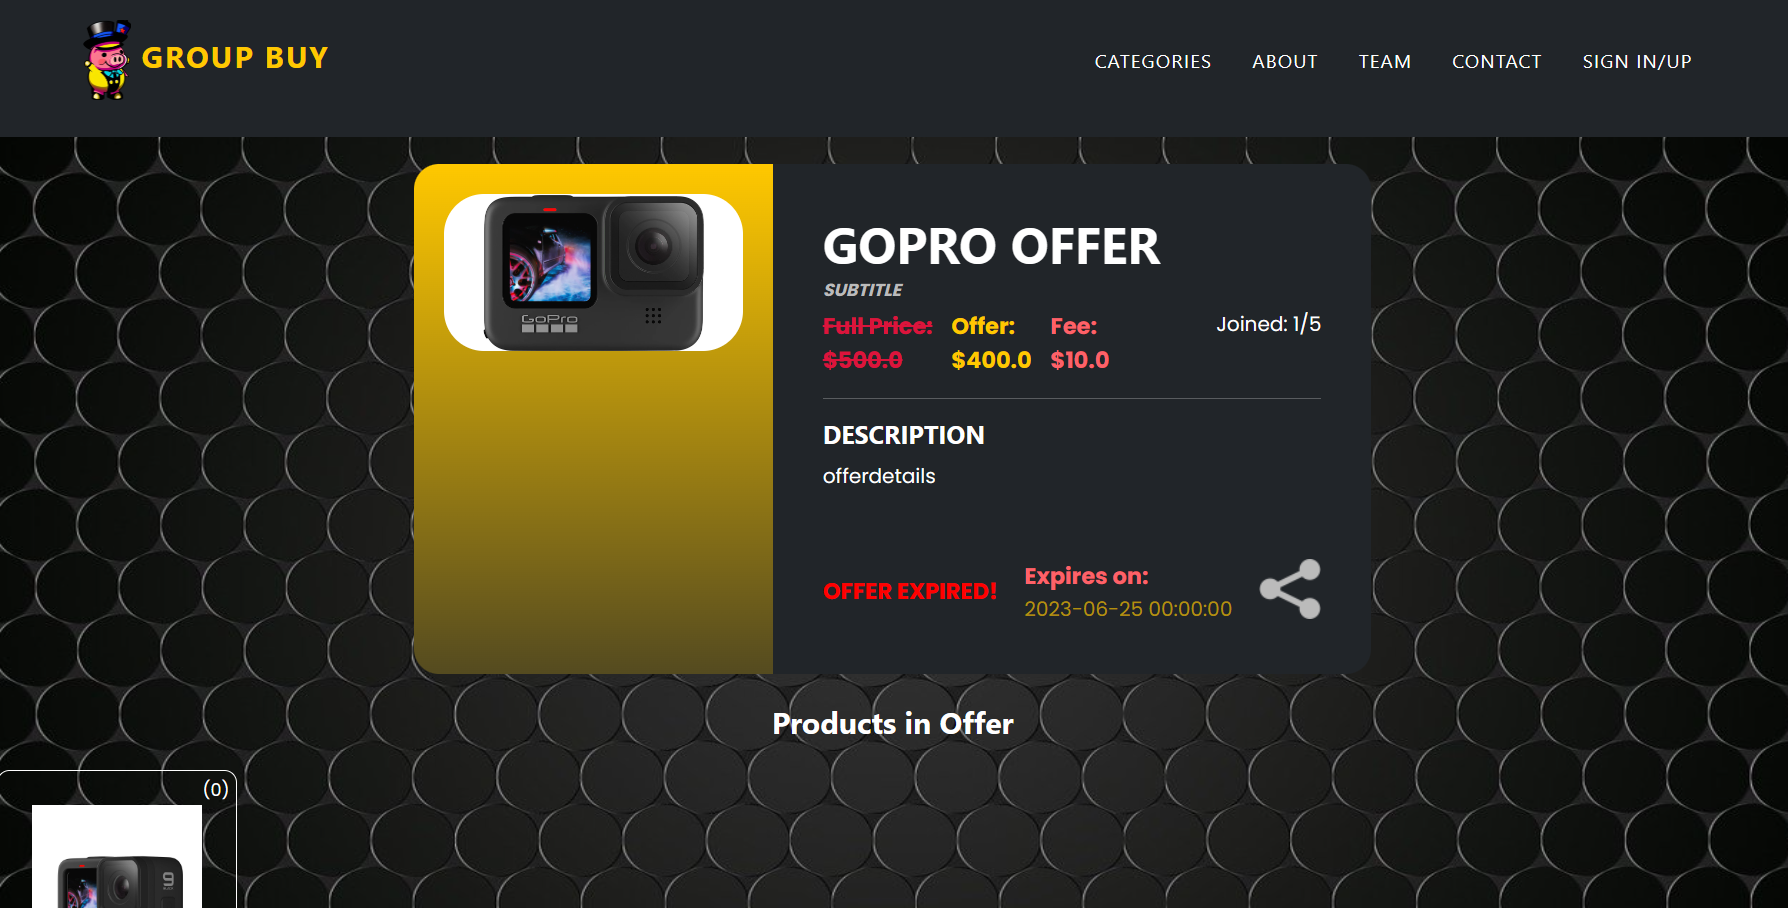 GROUP BUY
CATEGORIES ABOUT TEAM CONTACT SIGN IN/UP
GOPRO OFFER
SUBTITLE
Full Price: Offer: Fee: Joined: 1/5
$500.0 $400.0 $10.0
DESCRIPTION
offerdetails
OFFER EXPIRED!
Expires on:
2023-06-25 00:00:00
GoPro
Products in Offer
(0)
9